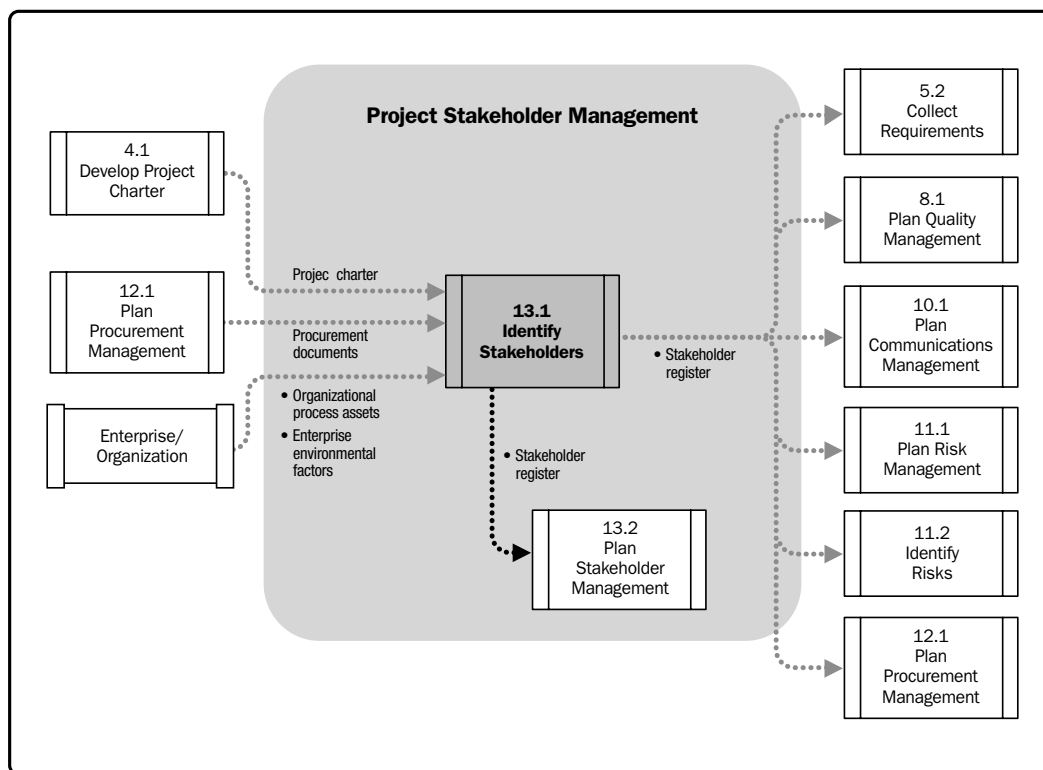 Project Stakeholder Management
4.1
Develop Project
Charter
12.1
Plan
Procurement
Management
Enterprise/
Organization
Projec charter
Procurement
documents
• Organizational
process assets
• Enterprise
environmental
factors
13.1
Identify
Stakeholders
• Stakeholder
register
• Stakeholder
register
13.2
Plan
Stakeholder
Management
5.2
Collect
Requirements
8.1
Plan Quality
Management
10.1
Plan
Communications
Management
11.1
Plan Risk
Management
11.2
Identify
Risks
12.1
Plan
Procurement
Management